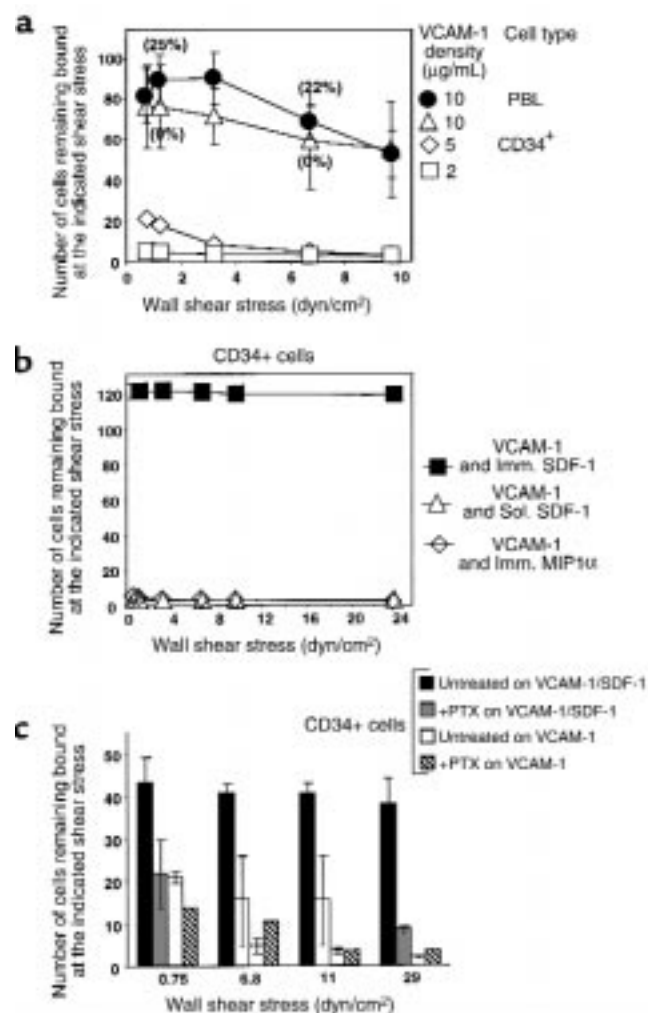 a
VCAM-1 Cell type
density
(µg/mL)
10 PBL
10
5 CD34+
2
Number of cells remaining bound
at the indicated shear stress
100
80
60
40
20
0
(25%)
(22%)
(0%)
(0%)
0 2 4 6 8 10
Wall shear stress (dyn/cm2)
b
CD34+ cells
Number of cells remaining bound
at the indicated shear stress
120
100
80
60
40
20
0
0 4 8 12 16 20 24
Wall shear stress (dyn/cm2)
VCAM-1
and Imm. SDF-1
VCAM-1
and Sol. SDF-1
VCAM-1
and Imm. MIP1α
Untreated on VCAM-1/SDF-1
+PTX on VCAM-1/SDF-1
Untreated on VCAM-1
+PTX on VCAM-1
c
CD34+ cells
Number of cells remaining bound
at the indicated shear stress
50
40
30
20
10
0
0.75 6.8 11 29
Wall shear stress (dyn/cm2)